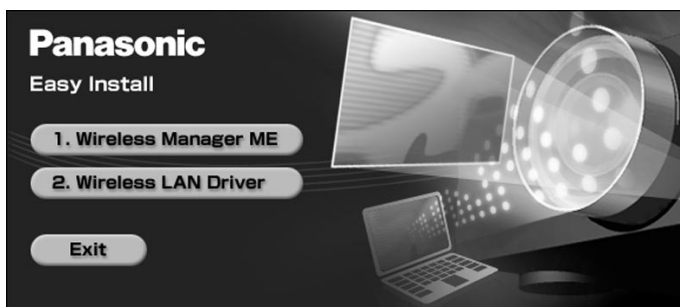 Panasonic
Easy Install
1. Wireless Manager ME
2. Wireless LAN Driver
Exit